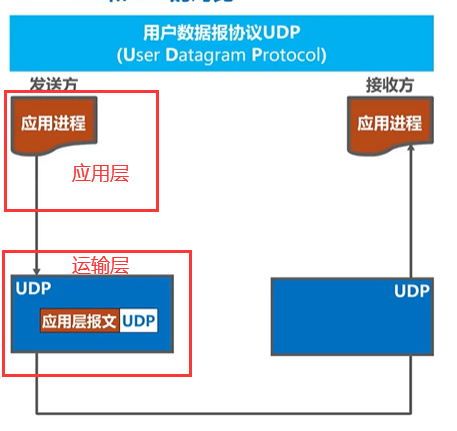 用户数据报协议UDP
(User Datagram Protocol)
发送方
接收方
应用进程
应用进程
应用层
运输层
UDP
UDP
应用层报文 UDP